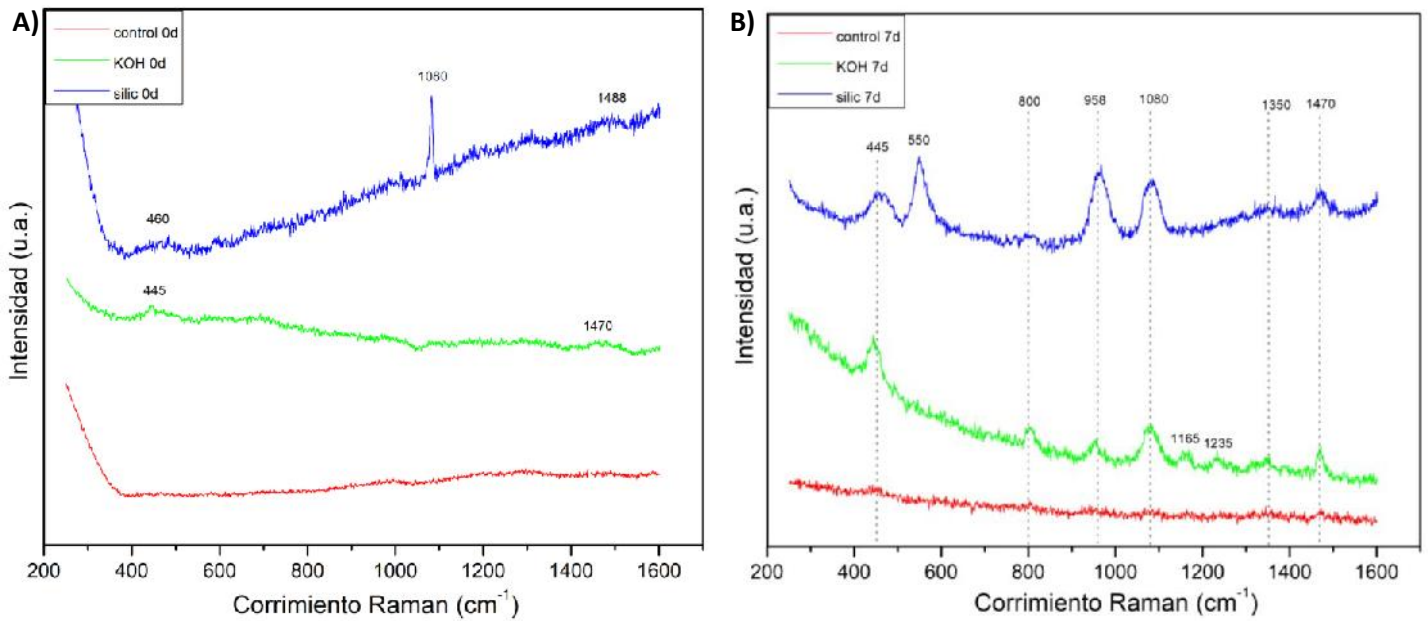 A)
control 0d
KOH 0d
silic 0d
1080
1488
460
445
1470
Intensidad (u.a.)
200 400 600 800 1000 1200 1400 1600
Corrimiento Raman (cm⁻¹)
B)
control 7d
KOH 7d
silic 7d
800 958 1080 1350 1470
445
550
1165
1235
Intensidad (u.a.)
200 400 600 800 1000 1200 1400 1600
Corrimiento Raman (cm⁻¹)